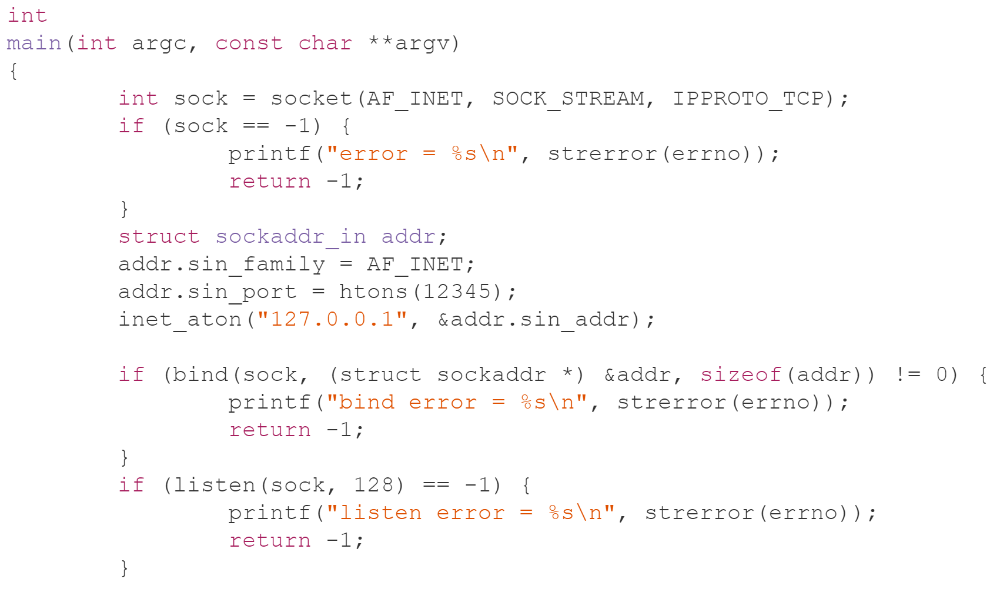 int
main(int argc, const char **argv)
{
        int sock = socket(AF_INET, SOCK_STREAM, IPPROTO_TCP);
        if (sock == -1) {
                printf("error = %s\n", strerror(errno));
                return -1;
        }
        struct sockaddr_in addr;
        addr.sin_family = AF_INET;
        addr.sin_port = htons(12345);
        inet_aton("127.0.0.1", &addr.sin_addr);

        if (bind(sock, (struct sockaddr *) &addr, sizeof(addr)) != 0) {
                printf("bind error = %s\n", strerror(errno));
                return -1;
        }
        if (listen(sock, 128) == -1) {
                printf("listen error = %s\n", strerror(errno));
                return -1;
        }